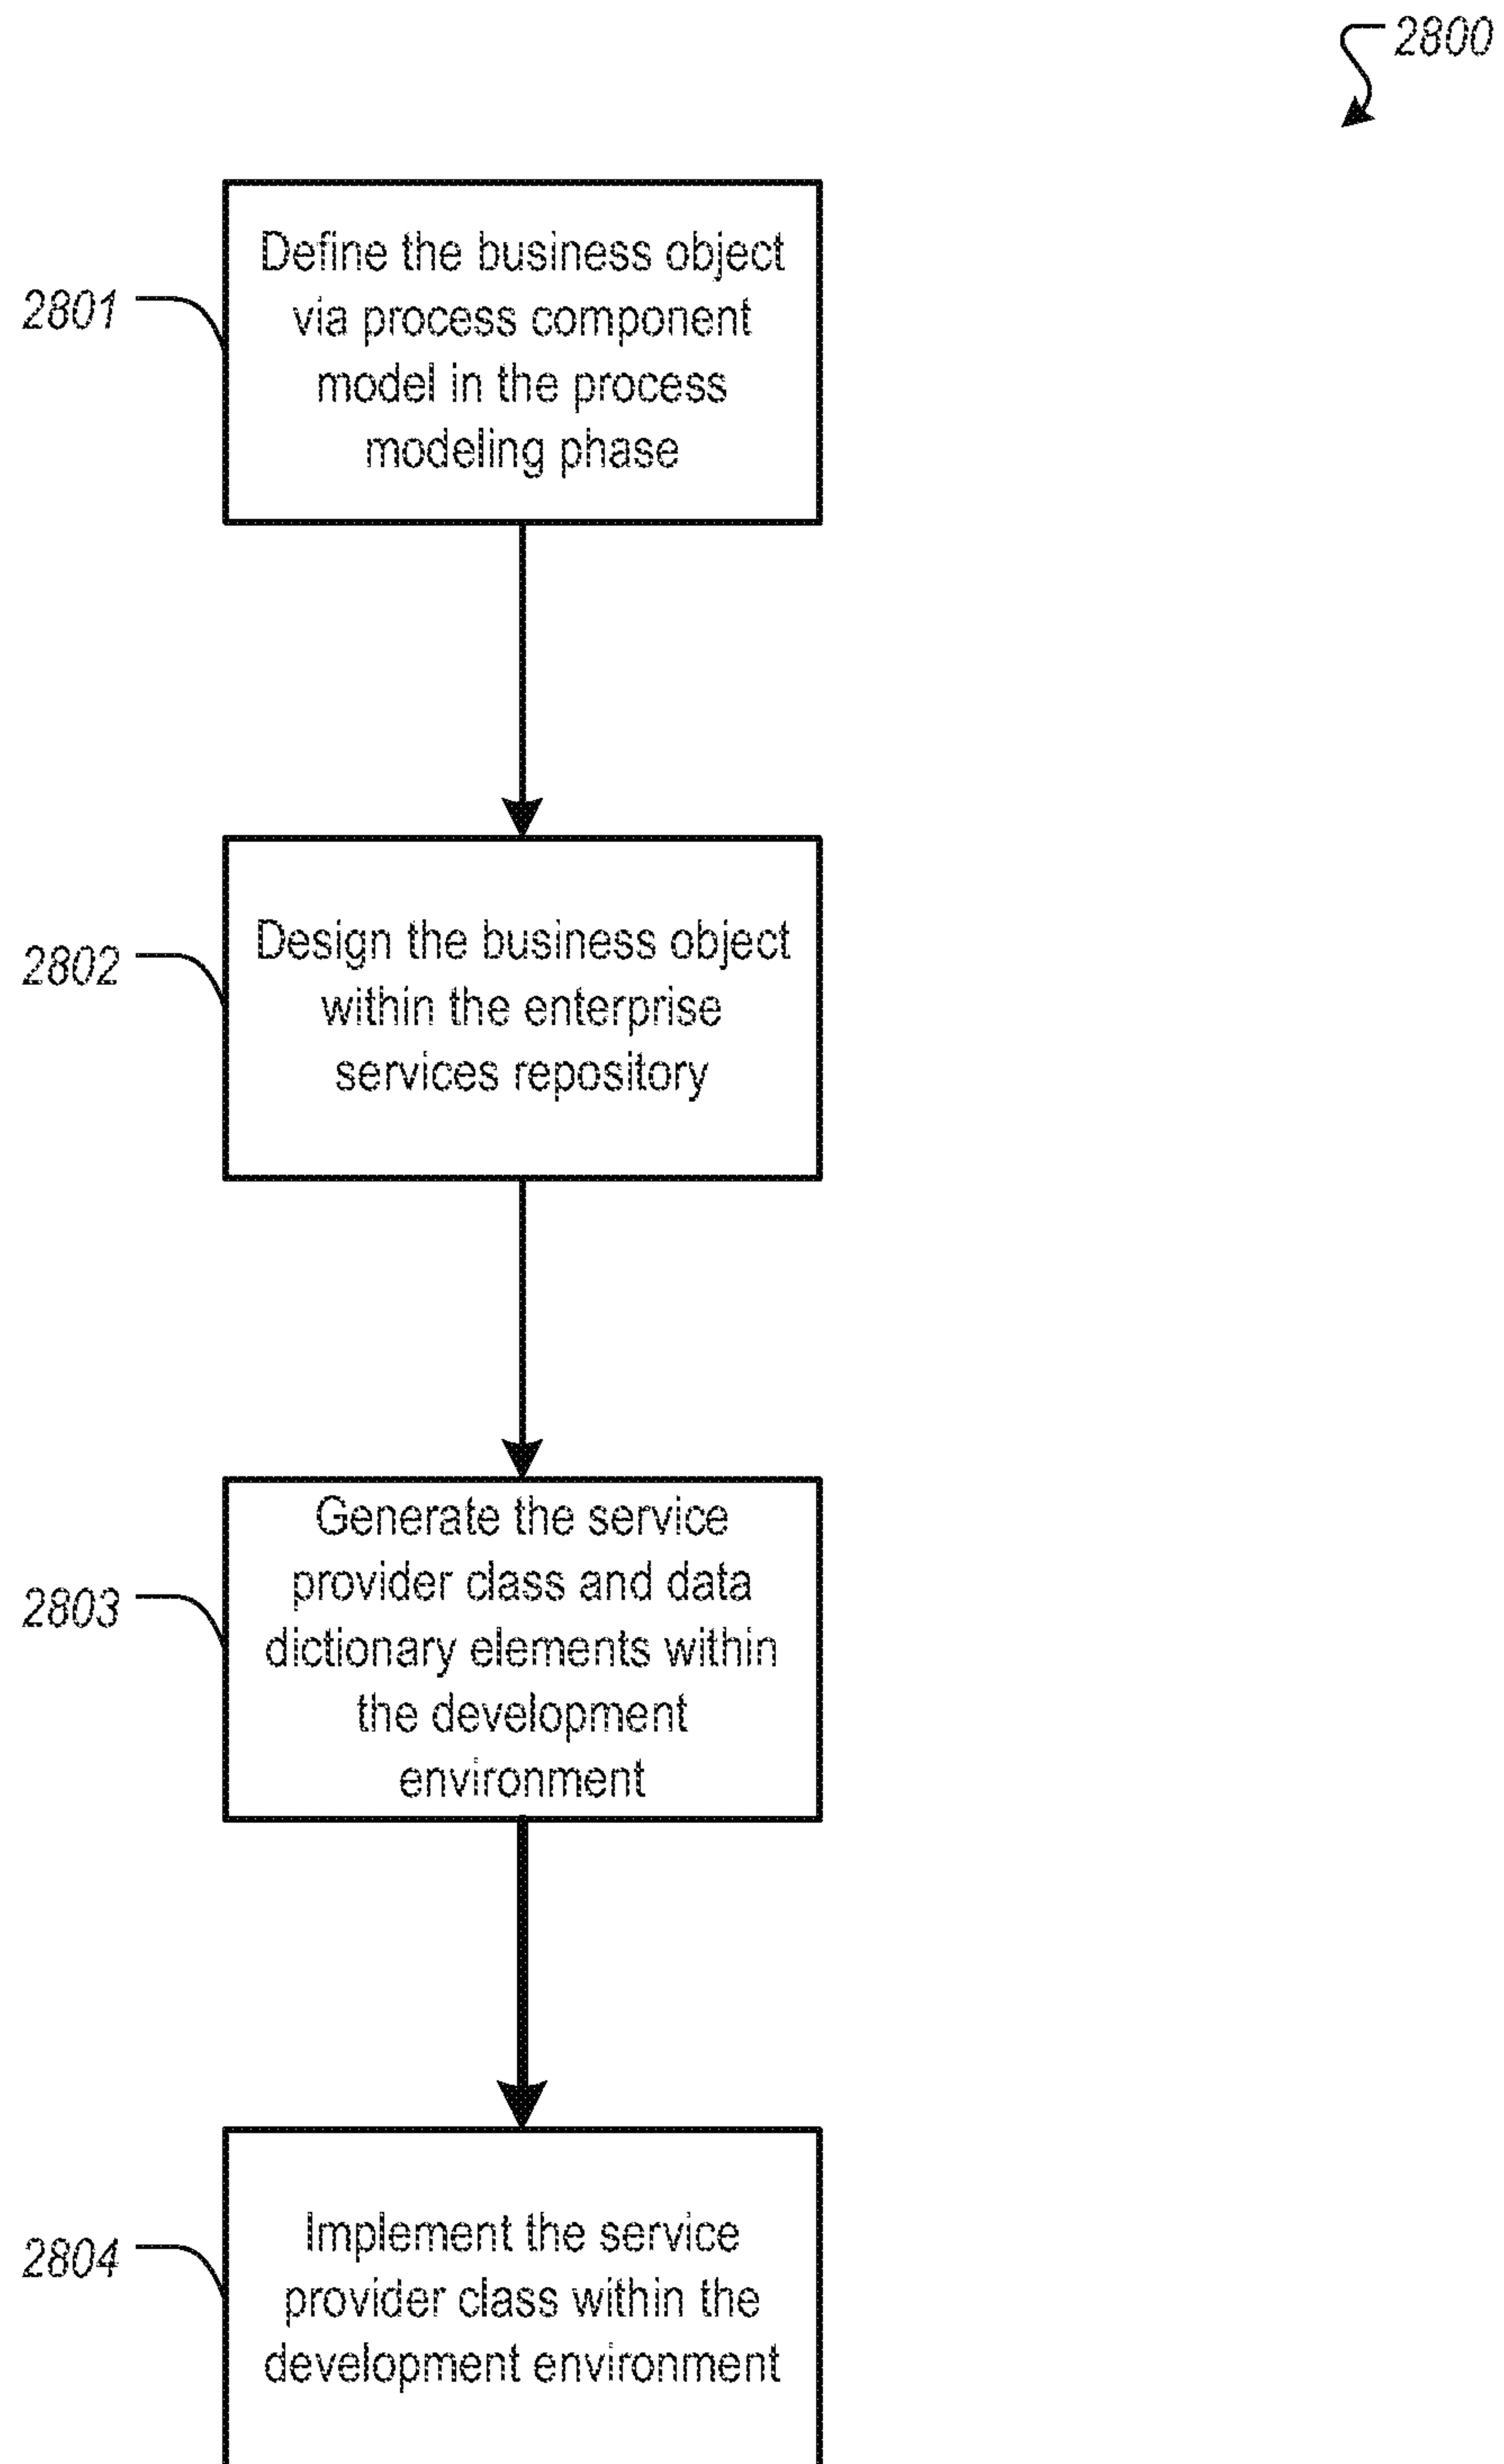 2800
2801
Define the business object
via process component
model in the process
modeling phase
2802
Design the business object
within the enterprise
services repository
2803
Generate the service
provider class and data
dictionary elements within
the development
environment
2804
Implement the service
provider class within the
development environment